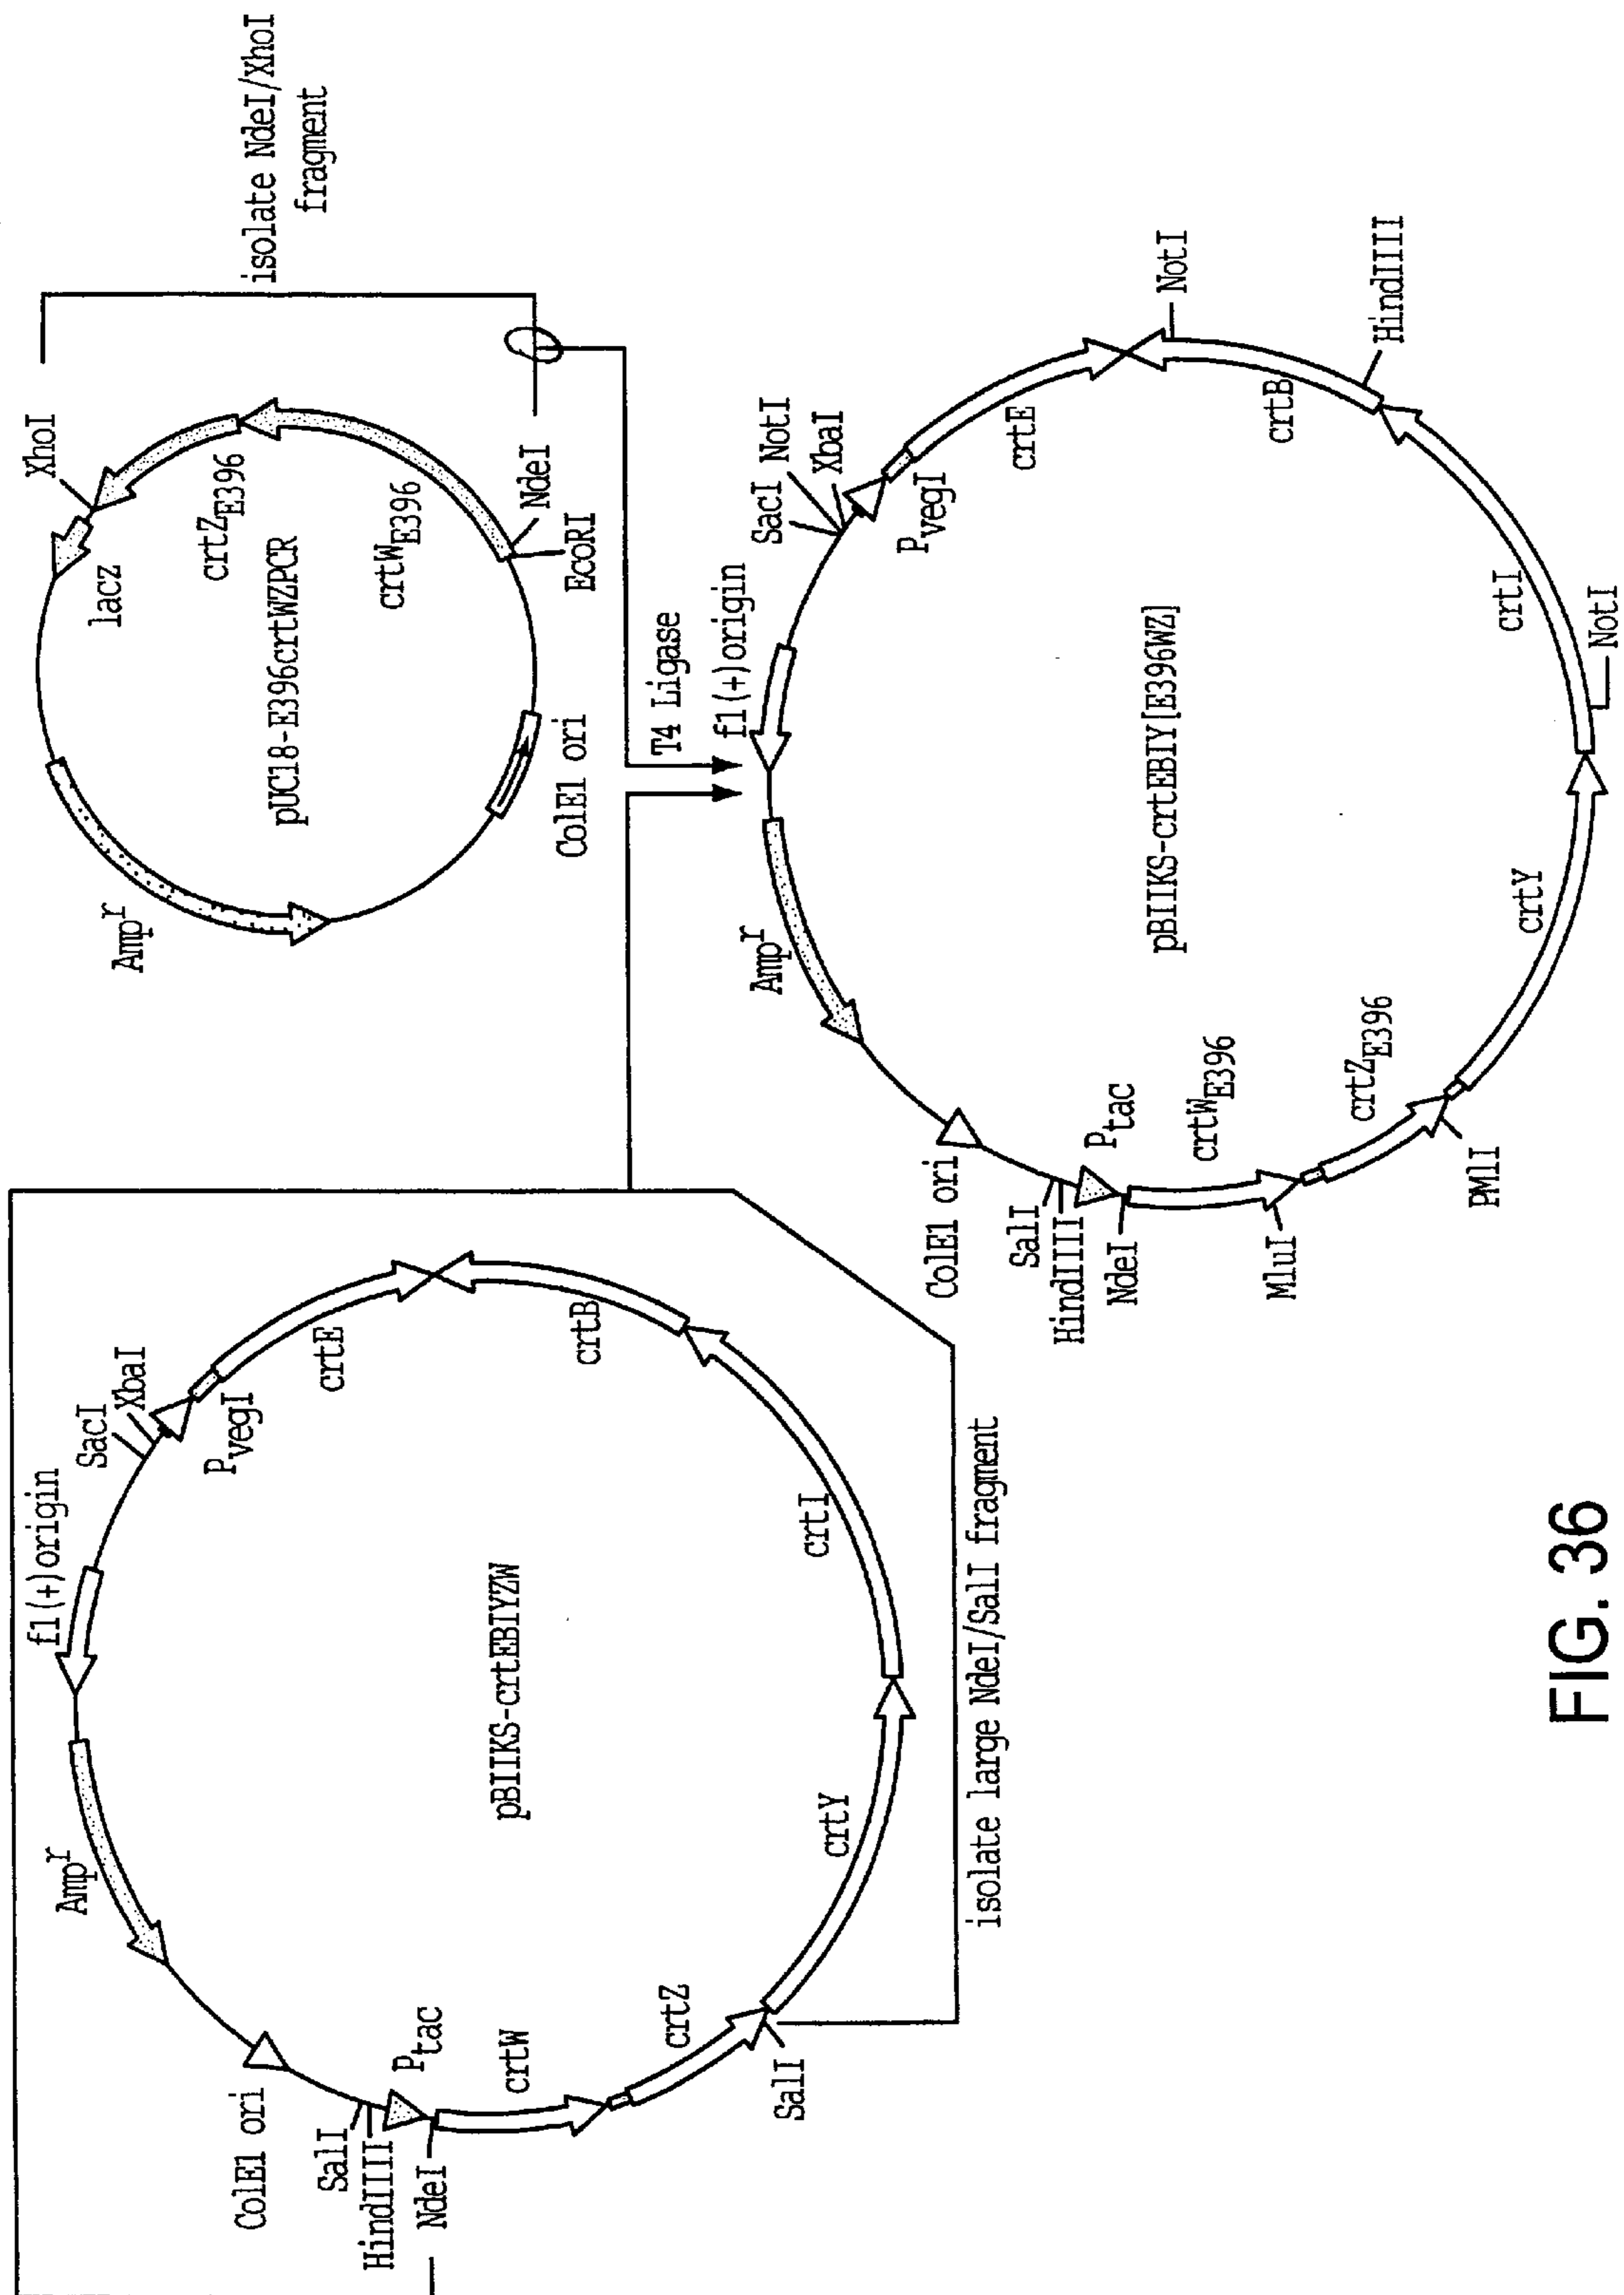 f1(+)origin
SacI
XbaI
PvegI
crtE
crtB
crtI
crtY
SalI
crtZ
crtW
Ptac
NdeI
HindIIII
SalI
ColE1 ori
Ampr
pBIIKS-crtEBIYZW
isolate large NdeI/SalI fragment
XhoI
lacZ
crtZE396
crtWE396
NdeI
EcoRI
ColE1 ori
Ampr
pUC18-E396crtWZPCR
isolate NdeI/XhoI
fragment
T4 Ligase
f1(+)origin
SacI NotI
XbaI
PvegI
crtE
NotI
crtB
HindIIII
crtI
NotI
crtY
crtZE396
PMlI
crtWE396
MluI
Ptac
NdeI
HindIIII
SalI
ColE1 ori
Ampr
pBIIKS-crtEBIY[E396WZ]
FIG. 36